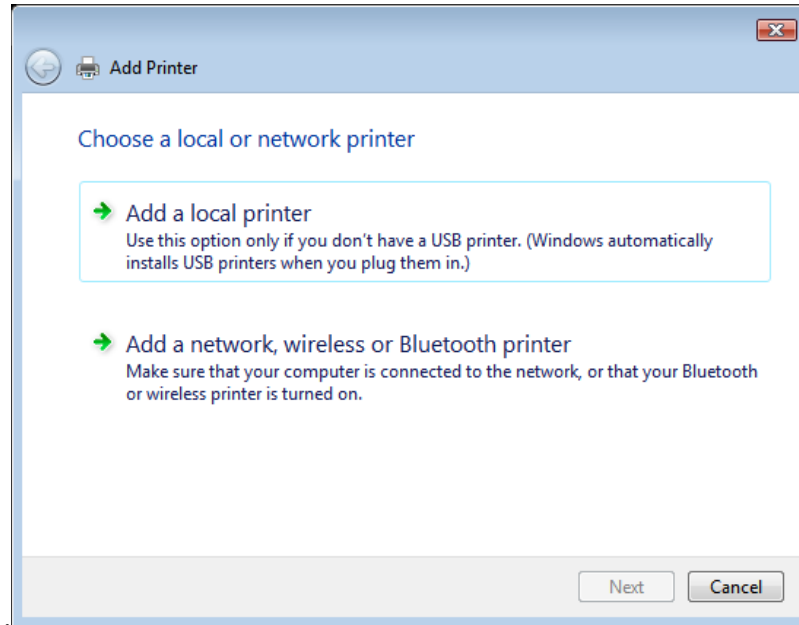 Add Printer
Choose a local or network printer
Add a local printer
Use this option only if you don't have a USB printer. (Windows automatically
installs USB printers when you plug them in.)
Add a network, wireless or Bluetooth printer
Make sure that your computer is connected to the network, or that your Bluetooth
or wireless printer is turned on.
Next
Cancel